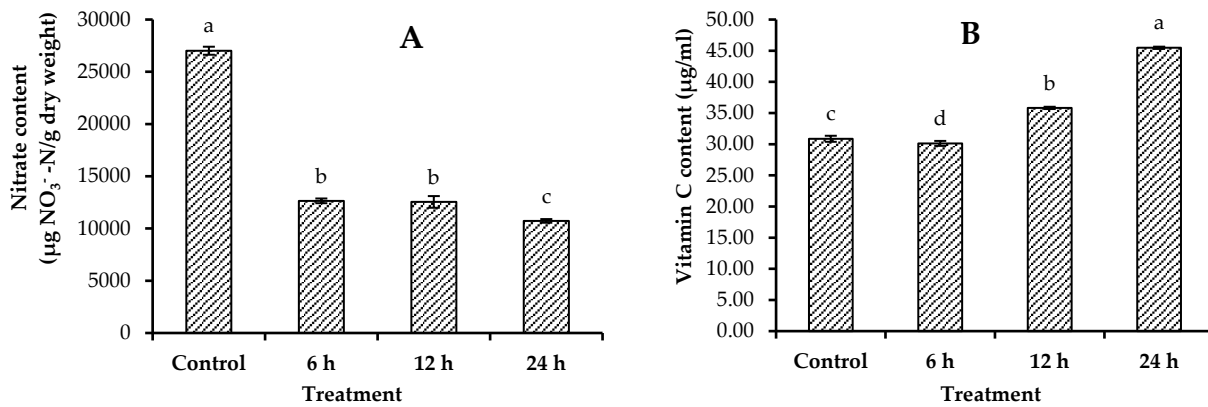 A
Nitrate content
(µg NO₃⁻ -N/g dry weight)
30000
25000
20000
15000
10000
5000
0
a
b
b
c
Control 6 h 12 h 24 h
Treatment
B
Vitamin C content (µg/ml)
50.00
45.00
40.00
35.00
30.00
25.00
20.00
15.00
10.00
5.00
0.00
c
d
b
a
Control 6 h 12 h 24 h
Treatment